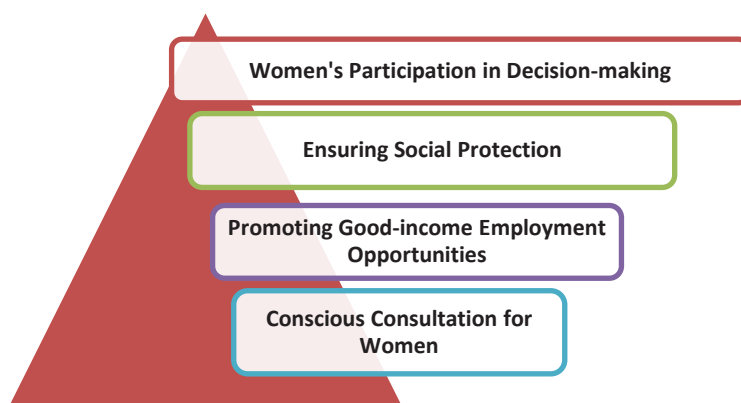 Women's Participation in Decision-making
Ensuring Social Protection
Promoting Good-income Employment
Opportunities
Conscious Consultation for
Women